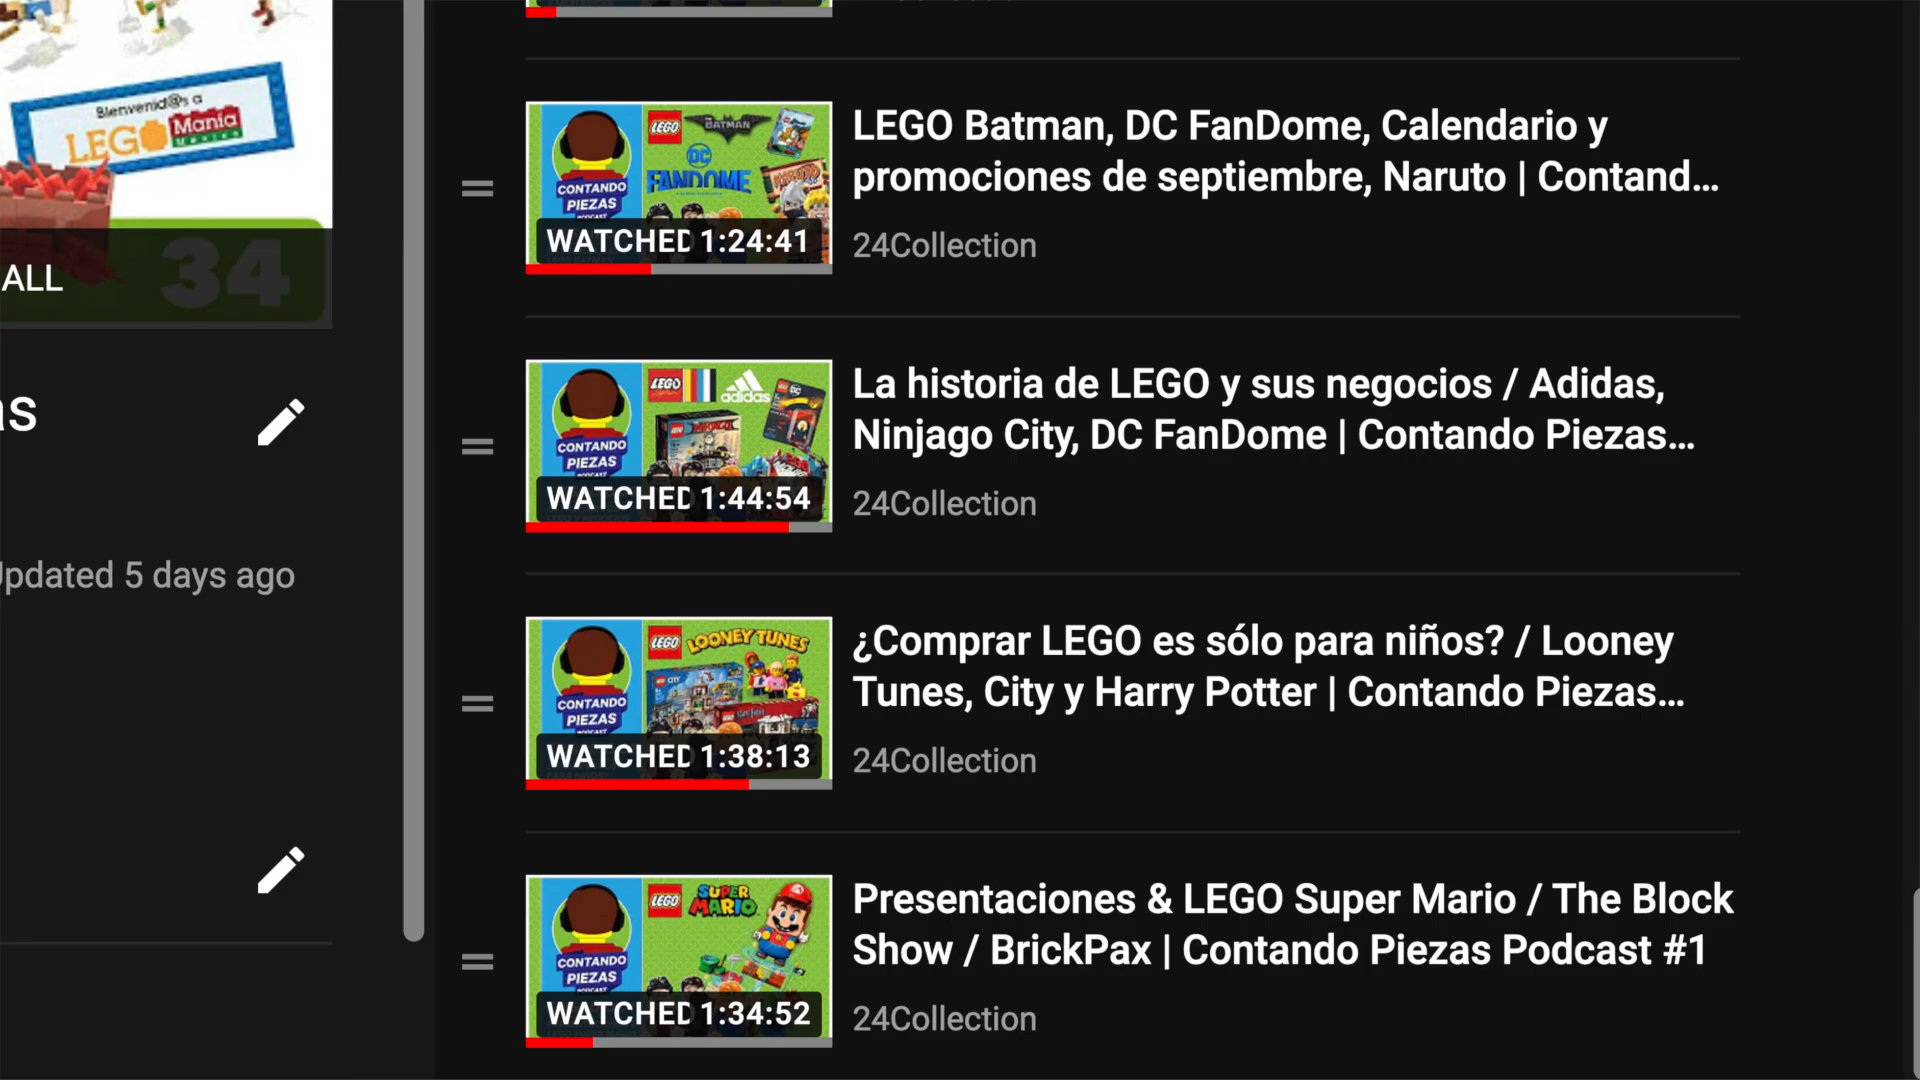 Bienvenid@s a
LEGO Mania
34
ALL
as
Updated 5 days ago
LEGO
BATMAN
DC
FANDOME
NARUTO
CONTANDO
PIEZAS
WATCHED 1:24:41
LEGO Batman, DC FanDome, Calendario y
promociones de septiembre, Naruto | Contand...
24Collection
LEGO
adidas
CONTANDO
PIEZAS
WATCHED 1:44:54
La historia de LEGO y sus negocios / Adidas,
Ninjago City, DC FanDome | Contando Piezas...
24Collection
LEGO LOONEY TUNES
CITY
Harry Potter
CONTANDO
PIEZAS
WATCHED 1:38:13
¿Comprar LEGO es sólo para niños? / Looney
Tunes, City y Harry Potter | Contando Piezas...
24Collection
LEGO SUPER
MARIO
CONTANDO
PIEZAS
WATCHED 1:34:52
Presentaciones & LEGO Super Mario / The Block
Show / BrickPax | Contando Piezas Podcast #1
24Collection